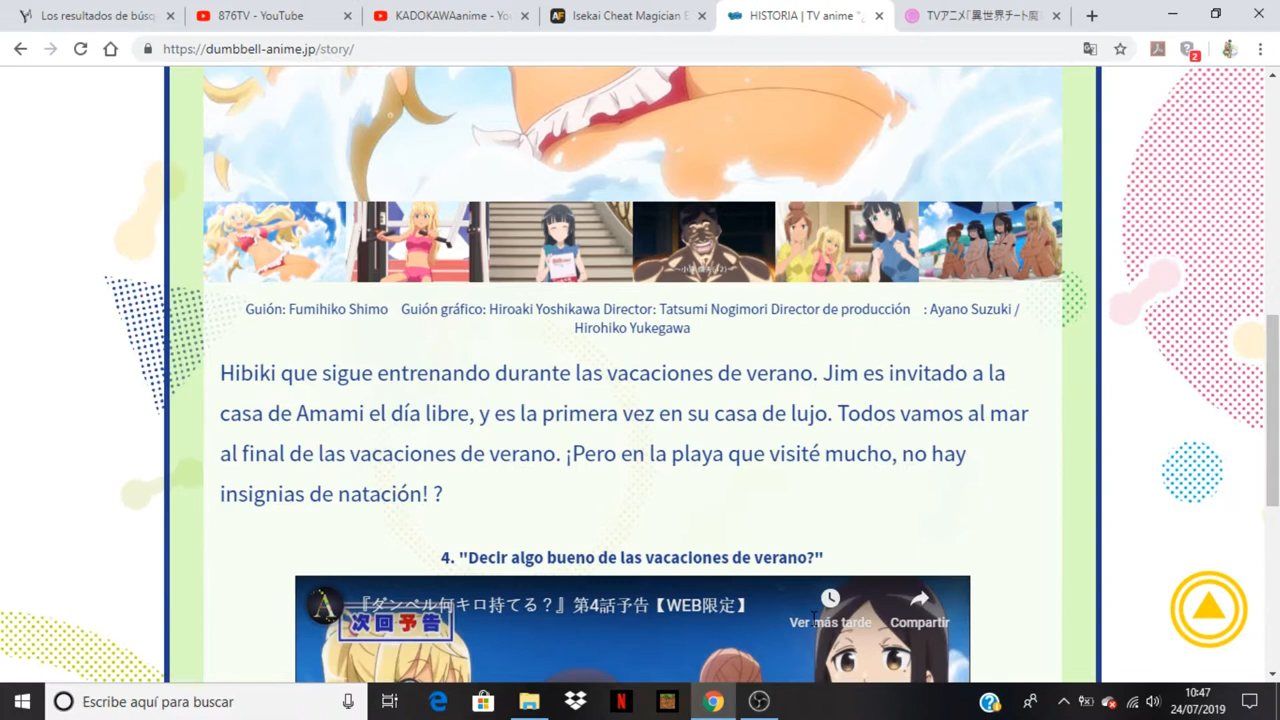 Los resultados de búsq
876TV - YouTube
KADOKAWAanime - Yo
Isekai Cheat Magician E
HISTORIA | TV anime "¿
TVアニメ「異世界チート魔
https://dumbbell-anime.jp/story/
2
Guión: Fumihiko Shimo Guión gráfico: Hiroaki Yoshikawa Director: Tatsumi Nogimori Director de producción : Ayano Suzuki /
Hirohiko Yukegawa
Hibiki que sigue entrenando durante las vacaciones de verano. Jim es invitado a la
casa de Amami el día libre, y es la primera vez en su casa de lujo. Todos vamos al mar
al final de las vacaciones de verano. ¡Pero en la playa que visité mucho, no hay
insignias de natación! ?
4. "Decir algo bueno de las vacaciones de verano?"
『ダンベル何キロ持てる？』第4話予告【WEB限定】
次回予告
Ver más tarde
Compartir
Escribe aquí para buscar
10:47
24/07/2019